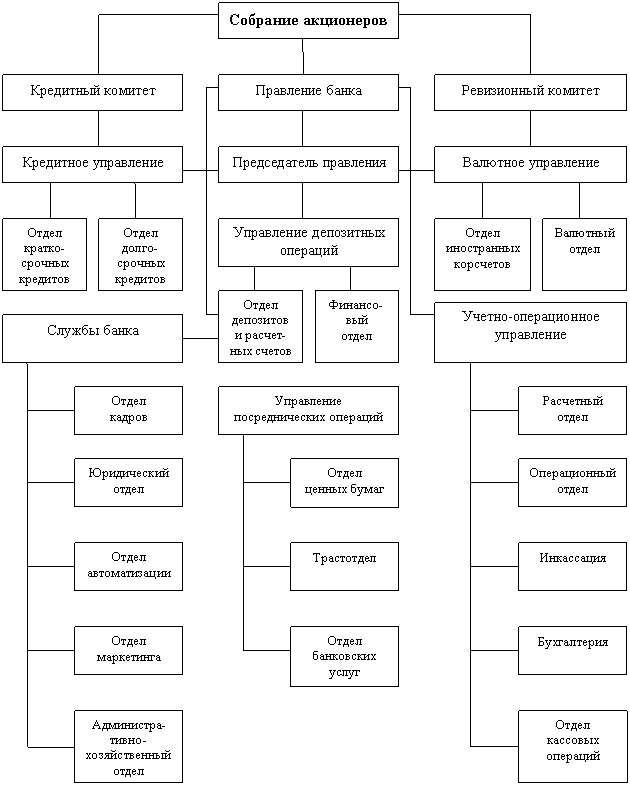 Собрание акционеров
Кредитный комитет
Правление банка
Ревизионный комитет
Кредитное управление
Председатель правления
Валютное управление
Отдел
кратко-
срочных
кредитов
Отдел
долго-
срочных
кредитов
Управление депозитных
операций
Отдел
иностранных
корсчетов
Валютный
отдел
Службы банка
Отдел
депозитов
и расчет-
ных счетов
Финансо-
вый
отдел
Учетно-операционное
управление
Отдел
кадров
Управление
посреднических операций
Расчетный
отдел
Юридический
отдел
Отдел
ценных бумаг
Операционный
отдел
Отдел
автоматизации
Трастотдел
Инкассация
Отдел
маркетинга
Отдел
банковских
услуг
Бухгалтерия
Администра-
тивно-
хозяйственный
отдел
Отдел
кассовых
операций